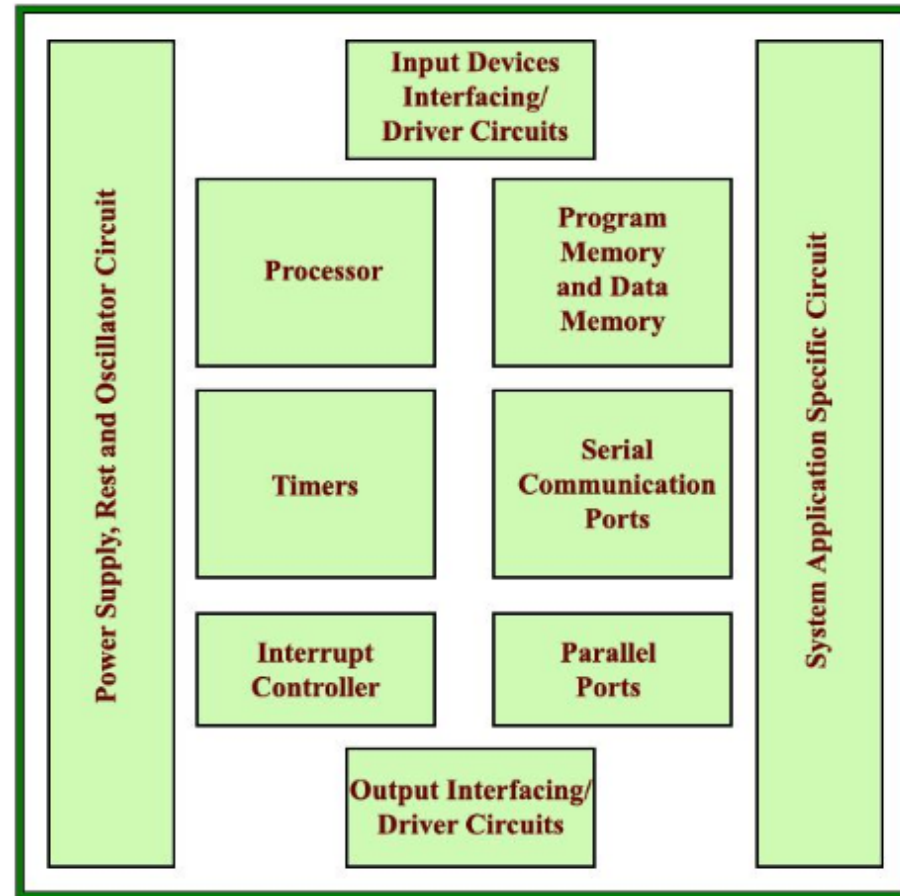 Input Devices
Interfacing/
Driver Circuits
Power Supply, Rest and Oscillator Circuit
Processor
Program
Memory
and Data
Memory
System Application Specific Circuit
Timers
Serial
Communication
Ports
Interrupt
Controller
Parallel
Ports
Output Interfacing/
Driver Circuits